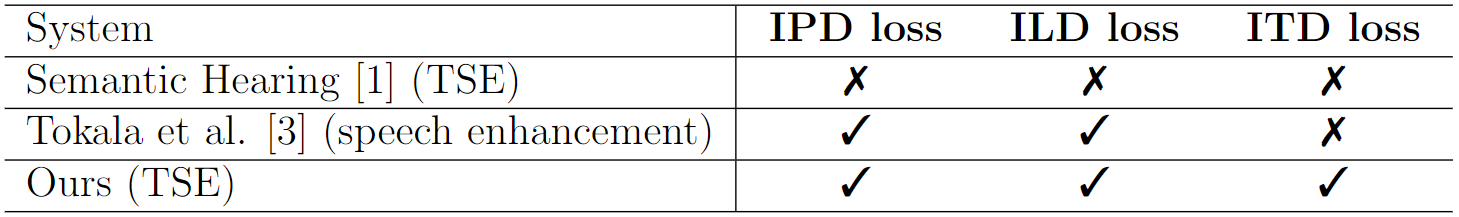 System IPD loss ILD loss ITD loss
Semantic Hearing [1] (TSE) ✗ ✗ ✗
Tokala et al. [3] (speech enhancement) ✓ ✓ ✗
Ours (TSE) ✓ ✓ ✓